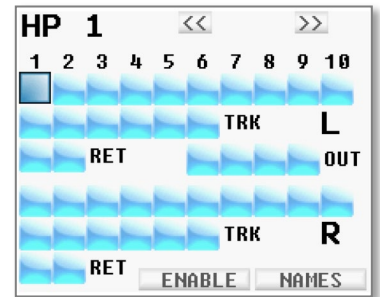 HP 1 << >>
1 2 3 4 5 6 7 8 9 10
TRK L
RET OUT
TRK R
RET ENABLE NAMES